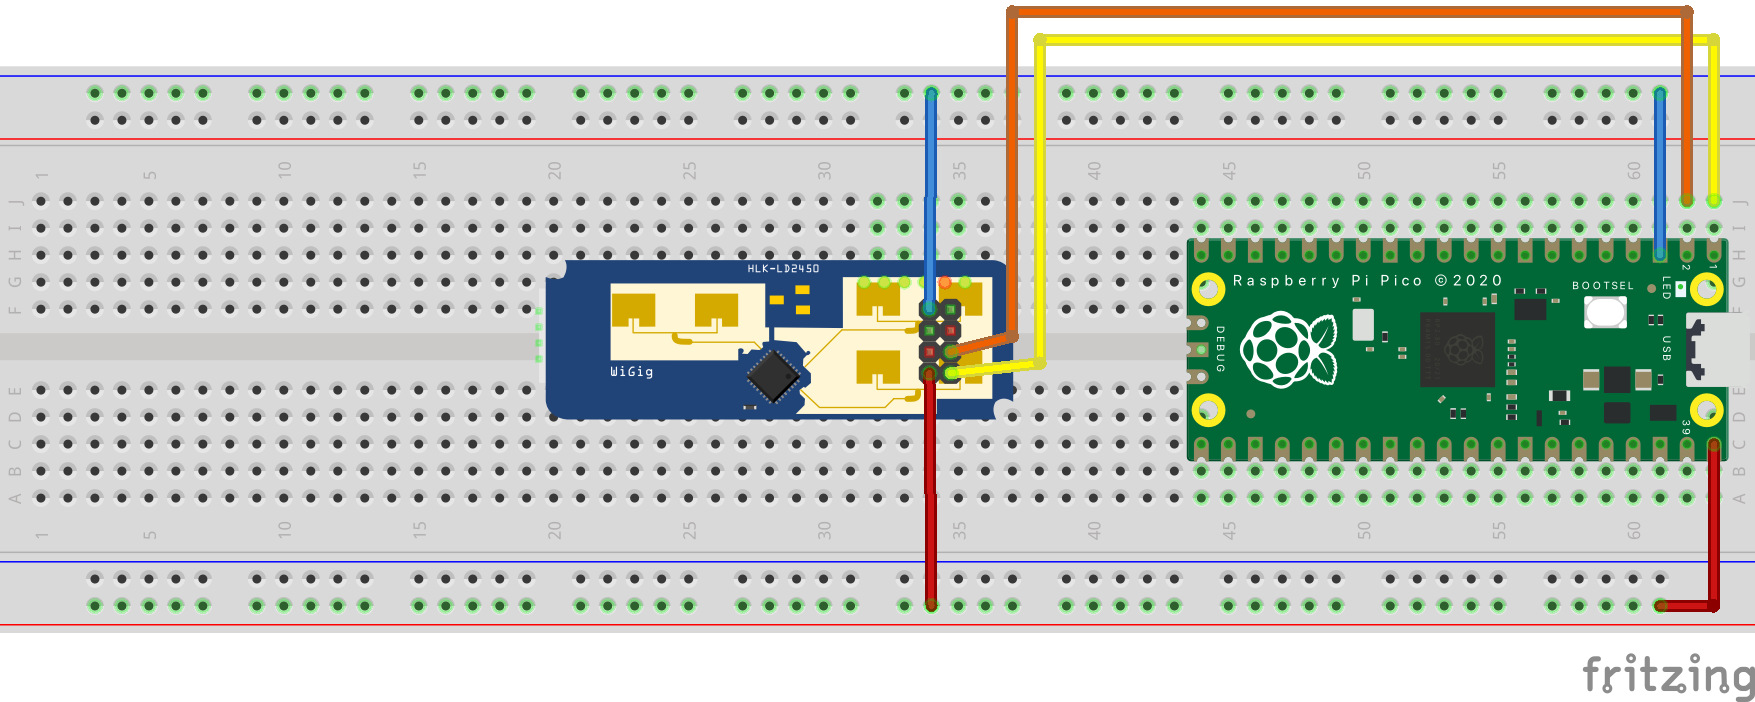 1 5 10 15 20 25 30 35 40 45 50 55 60
J J
I I
H H
G
F
HLK-LD2450
WiGig
Raspberry Pi Pico ©2020
BOOTSEL
LED
2
1
DEBUG
USB
39
E E
D D
C C
B B
A A
1 5 10 15 20 25 30 35 40 45 50 55 60
fritzing